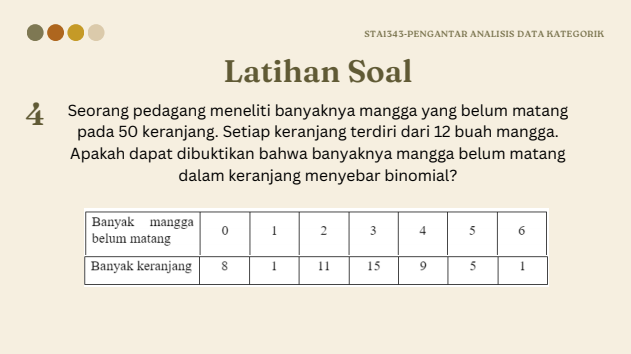 STA1343-PENGANTAR ANALISIS DATA KATEGORIK
Latihan Soal
4
Seorang pedagang meneliti banyaknya mangga yang belum matang
pada 50 keranjang. Setiap keranjang terdiri dari 12 buah mangga.
Apakah dapat dibuktikan bahwa banyaknya mangga belum matang
dalam keranjang menyebar binomial?
Banyak mangga
belum matang
0 1 2 3 4 5 6
Banyak keranjang 8 1 11 15 9 5 1